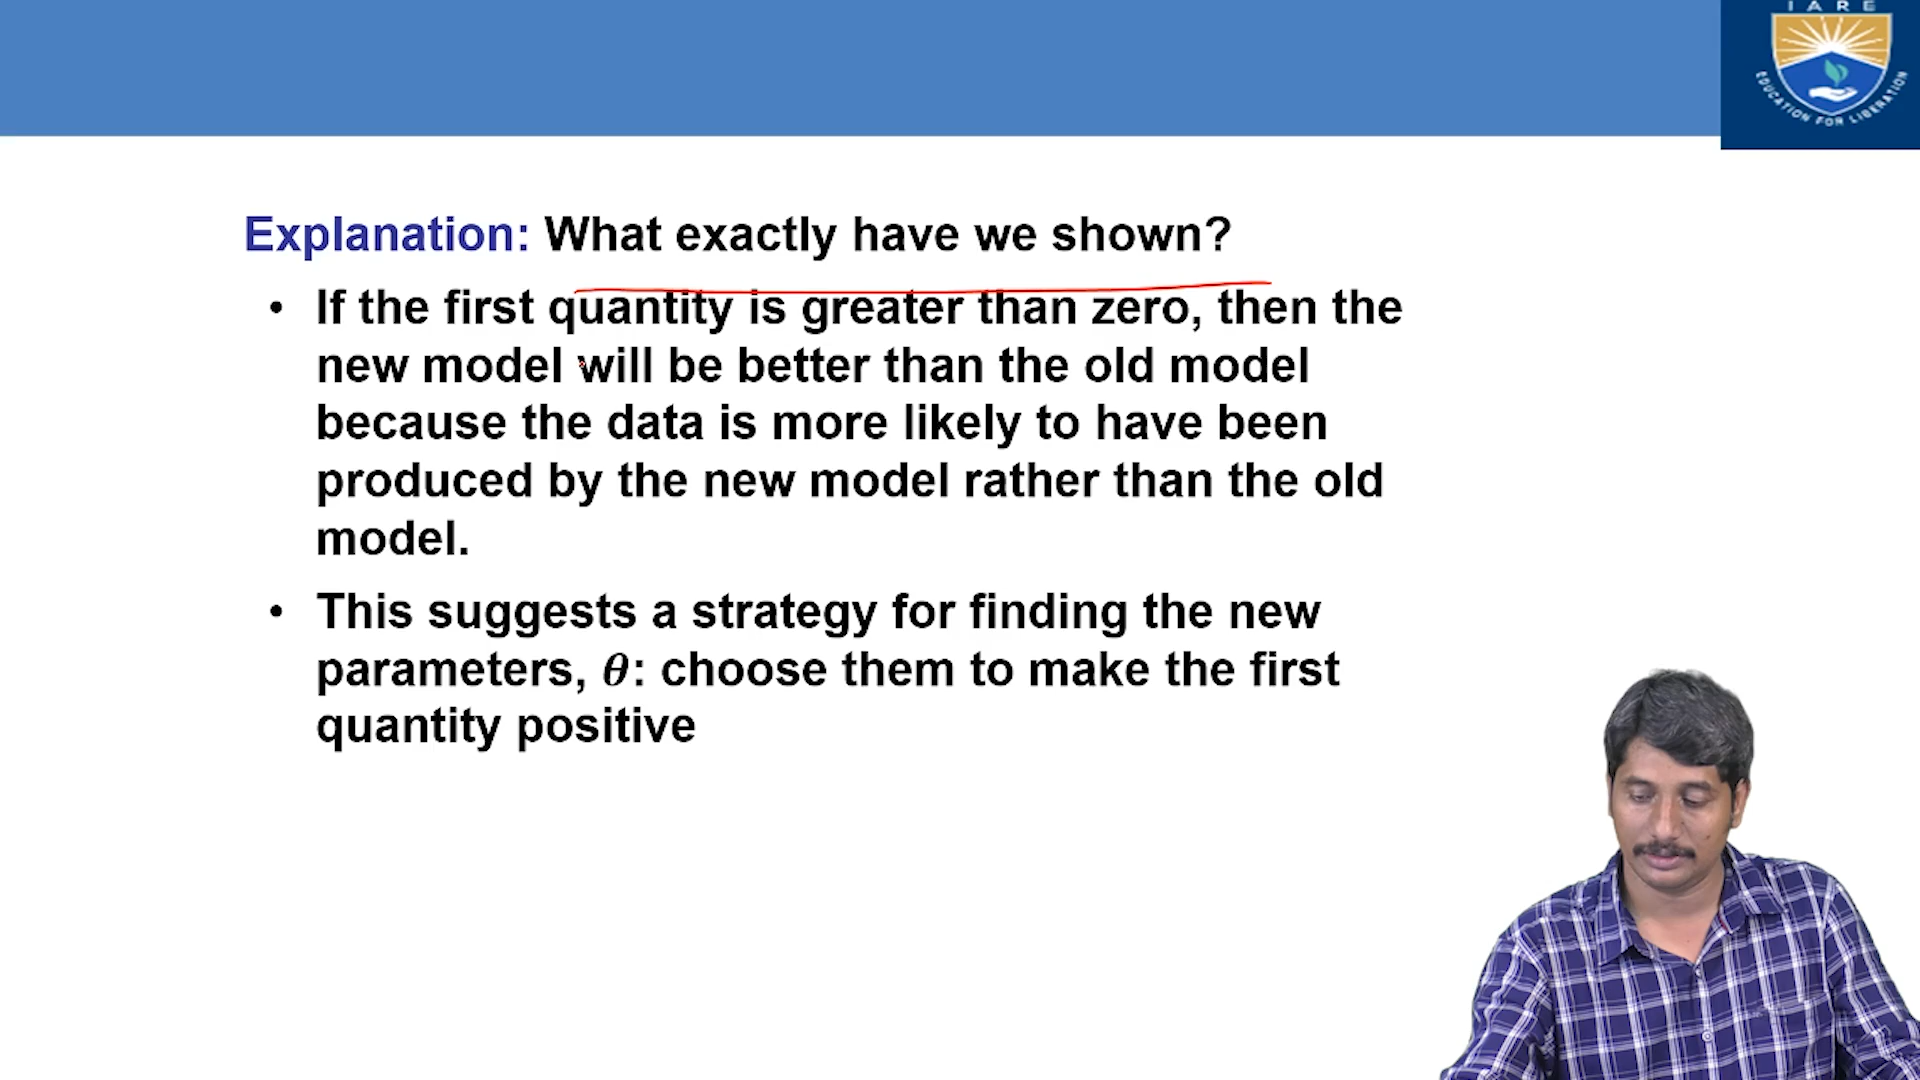 IARE
EDUCATION FOR LIBERATION
Explanation: What exactly have we shown?
• If the first quantity is greater than zero, then the
new model will be better than the old model
because the data is more likely to have been
produced by the new model rather than the old
model.
• This suggests a strategy for finding the new
parameters, θ: choose them to make the first
quantity positive